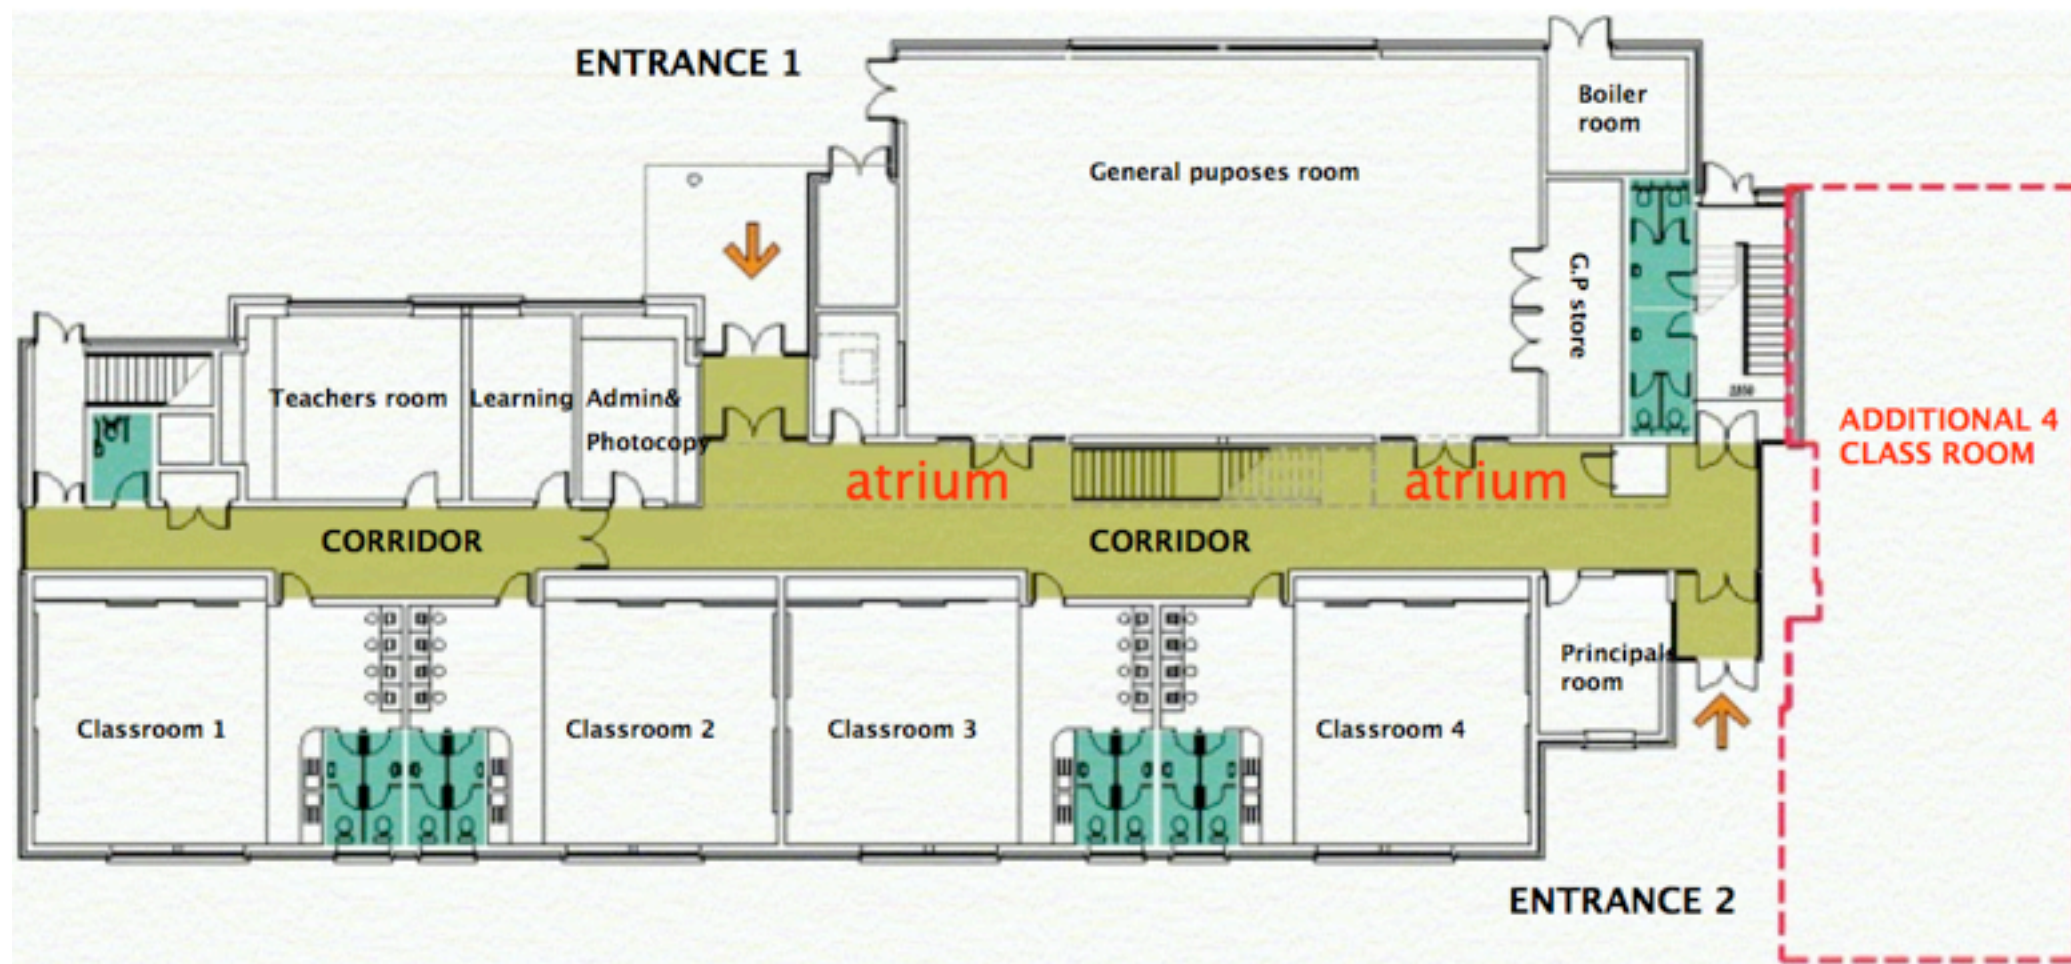 ENTRANCE 1
Boiler
room
General puposes room
G.P store
Teachers room
Learning
Admin&
Photocopy
ADDITIONAL 4
CLASS ROOM
atrium
atrium
CORRIDOR
CORRIDOR
Principals
room
Classroom 1
Classroom 2
Classroom 3
Classroom 4
ENTRANCE 2